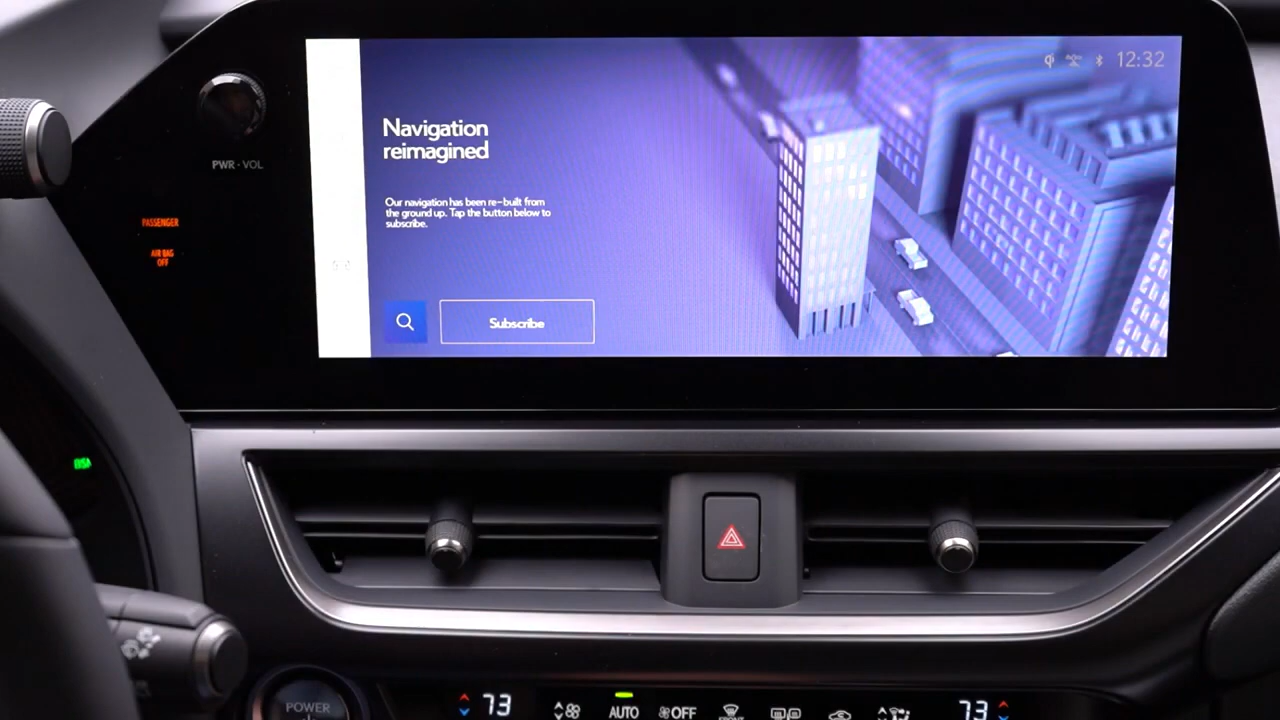 12:32
Navigation
reimagined
PWR·VOL
Our navigation has been re-built from
the ground up. Tap the button below to
subscribe.
PASSENGER
AIR BAG
OFF
Subscribe
POWER
73
AUTO
OFF
FRONT
73